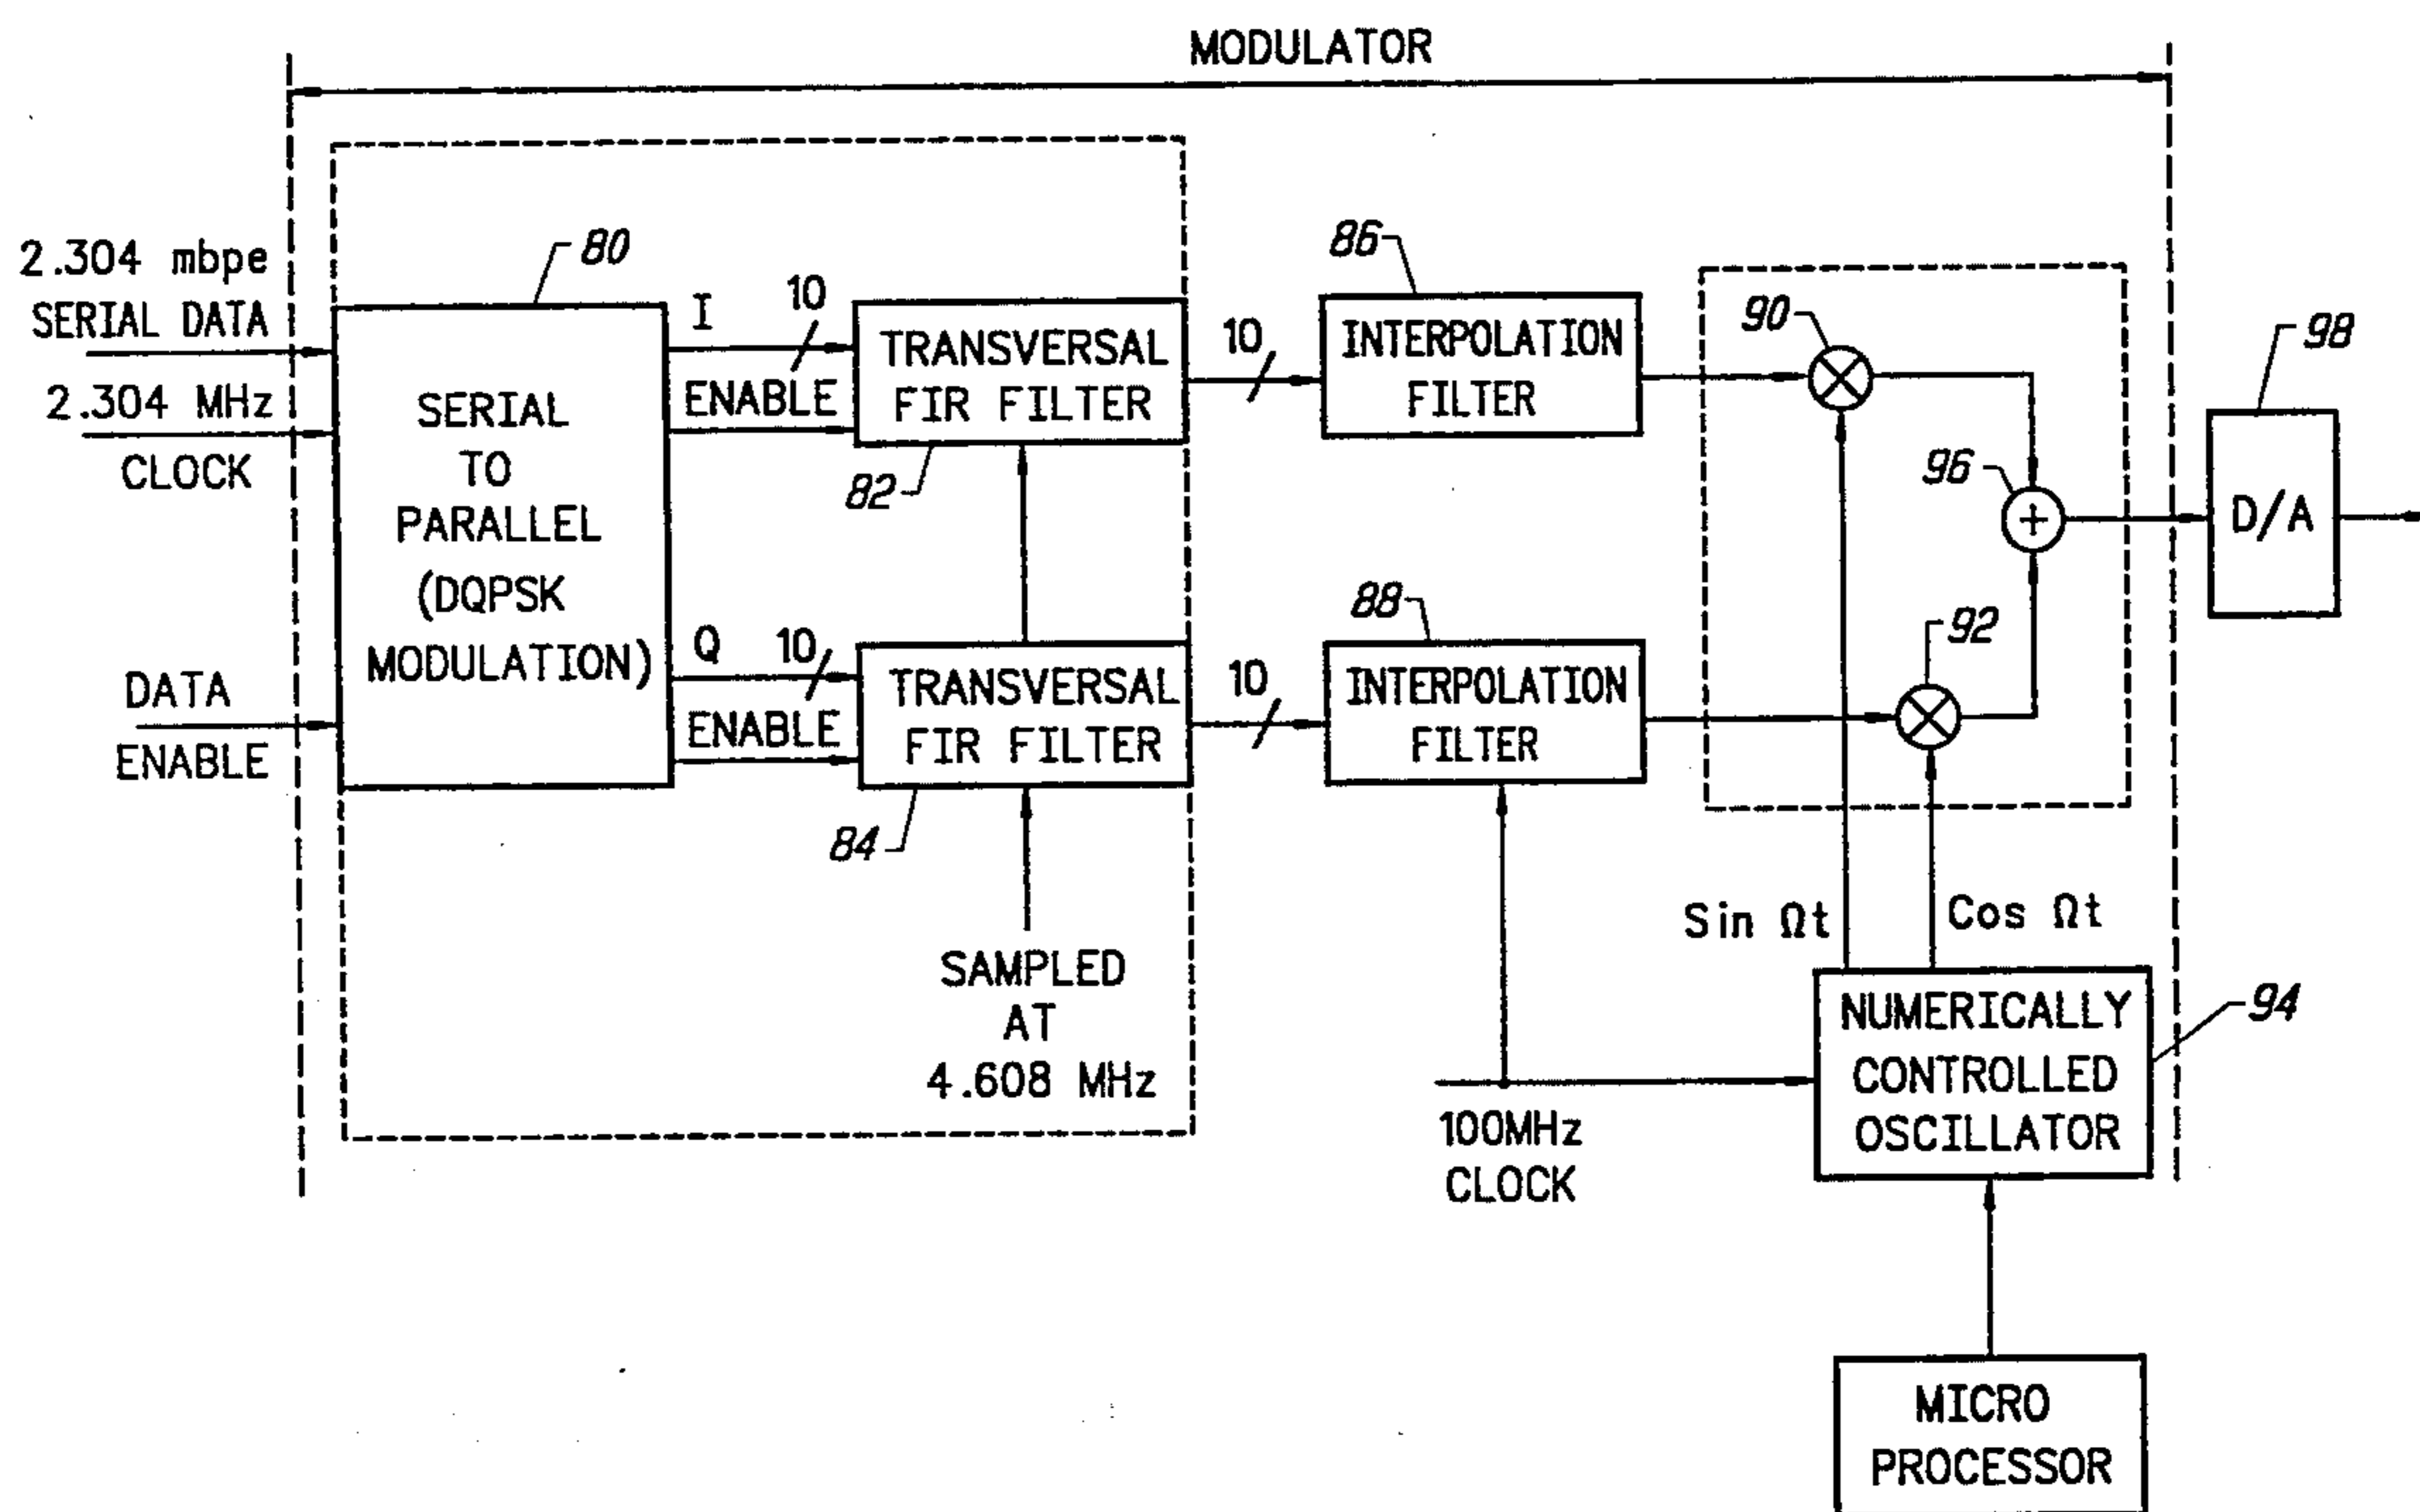 MODULATOR
2.304 mbpe
SERIAL DATA
2.304 MHz
CLOCK
DATA
ENABLE
80
SERIAL
TO
PARALLEL
(DQPSK
MODULATION)
I
10
ENABLE
Q
10
ENABLE
TRANSVERSAL
FIR FILTER
82
TRANSVERSAL
FIR FILTER
84
SAMPLED
AT
4.608 MHz
10
10
86
INTERPOLATION
FILTER
88
INTERPOLATION
FILTER
100MHz
CLOCK
90
92
96
+
98
D/A
Sin Ωt
Cos Ωt
NUMERICALLY
CONTROLLED
OSCILLATOR
94
MICRO
PROCESSOR